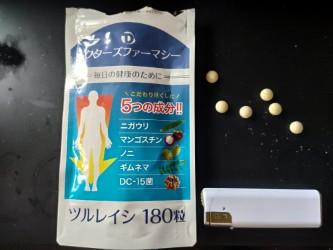 ドクターズファーマシー
毎日の健康のために
こだわりぬいた!
5つの成分!!
ニガウリ
マンゴスチン
ノニ
ギムネマ
DC-15菌
ツルレイシ 180粒